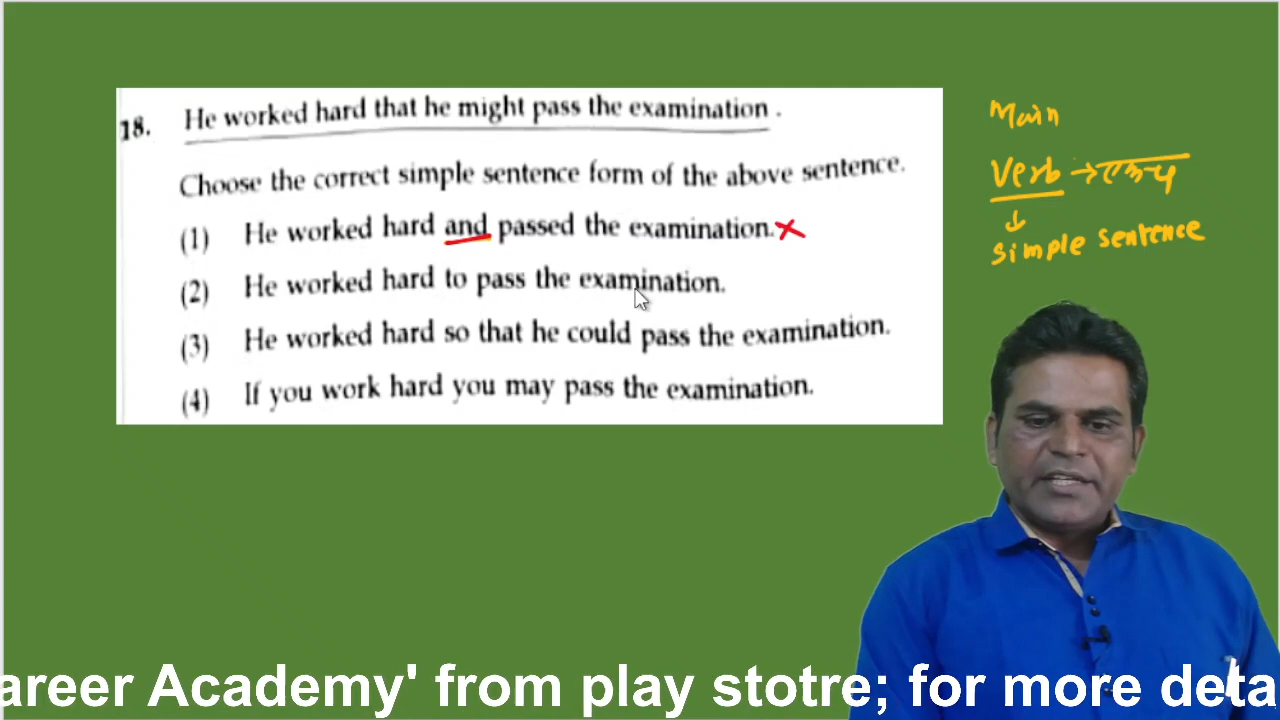 18. He worked hard that he might pass the examination .
Choose the correct simple sentence form of the above sentence.
(1) He worked hard and passed the examination.
(2) He worked hard to pass the examination.
(3) He worked hard so that he could pass the examination.
(4) If you work hard you may pass the examination.
Main
Verb →
↓
simple sentence
areer Academy' from play stotre; for more deta